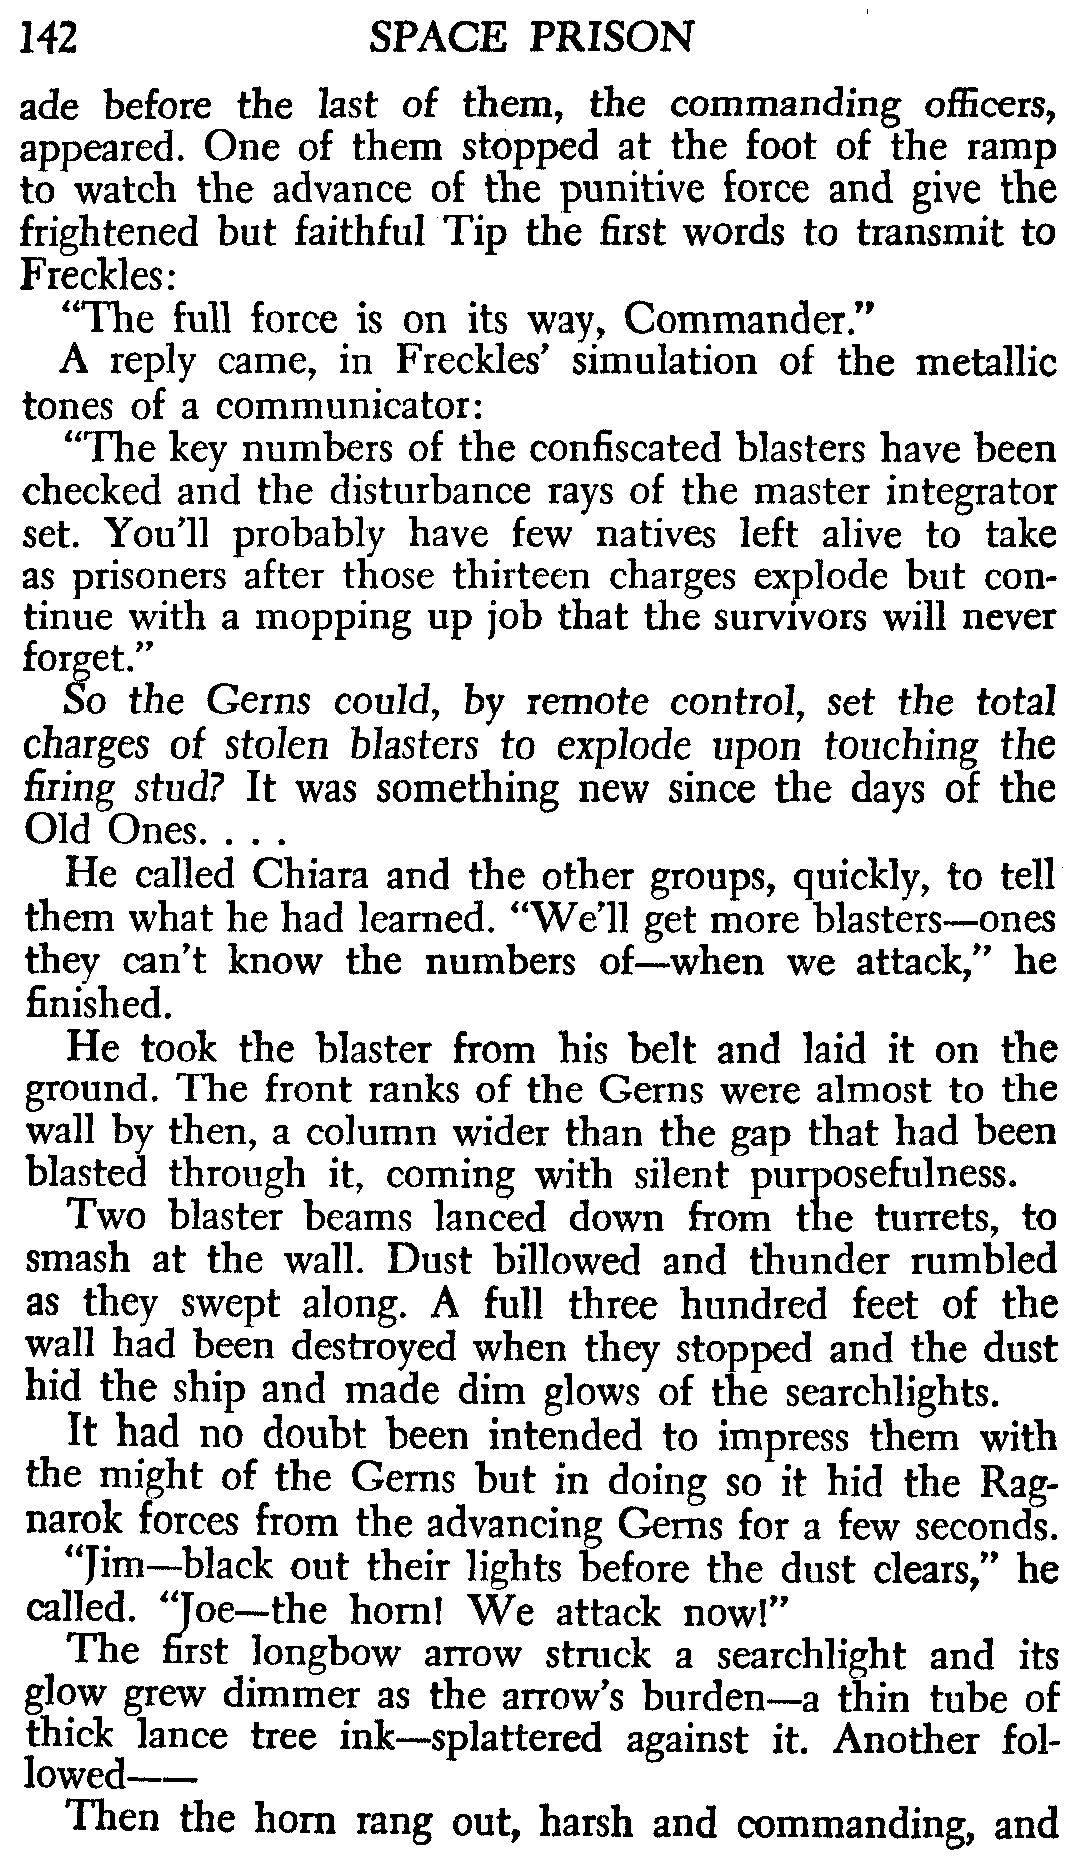 142 SPACE PRISON
ade before the last of them, the commanding officers,
appeared. One of them stopped at the foot of the ramp
to watch the advance of the punitive force and give the
frightened but faithful Tip the first words to transmit to
Freckles:
“The full force is on its way, Commander.”
A reply came, in Freckles’ simulation of the metallic
tones of a communicator:
“The key numbers of the confiscated blasters have been
checked and the disturbance rays of the master integrator
set. You’ll probably have few natives left alive to take
as prisoners after those thirteen charges explode but con-
tinue with a mopping up job that the survivors will never
forget.”
So the Gerns could, by remote control, set the total
charges of stolen blasters to explode upon touching the
firing stud? It was something new since the days of the
Old Ones. . . .
He called Chiara and the other groups, quickly, to tell
them what he had learned. “We’ll get more blasters—ones
they can’t know the numbers of—when we attack,” he
finished.
He took the blaster from his belt and laid it on the
ground. The front ranks of the Gerns were almost to the
wall by then, a column wider than the gap that had been
blasted through it, coming with silent purposefulness.
Two blaster beams lanced down from the turrets, to
smash at the wall. Dust billowed and thunder rumbled
as they swept along. A full three hundred feet of the
wall had been destroyed when they stopped and the dust
hid the ship and made dim glows of the searchlights.
It had no doubt been intended to impress them with
the might of the Gerns but in doing so it hid the Rag-
narok forces from the advancing Gerns for a few seconds.
“Jim—black out their lights before the dust clears,” he
called. “Joe—the horn! We attack now!”
The first longbow arrow struck a searchlight and its
glow grew dimmer as the arrow’s burden—a thin tube of
thick lance tree ink—splattered against it. Another fol-
lowed——
Then the horn rang out, harsh and commanding, and